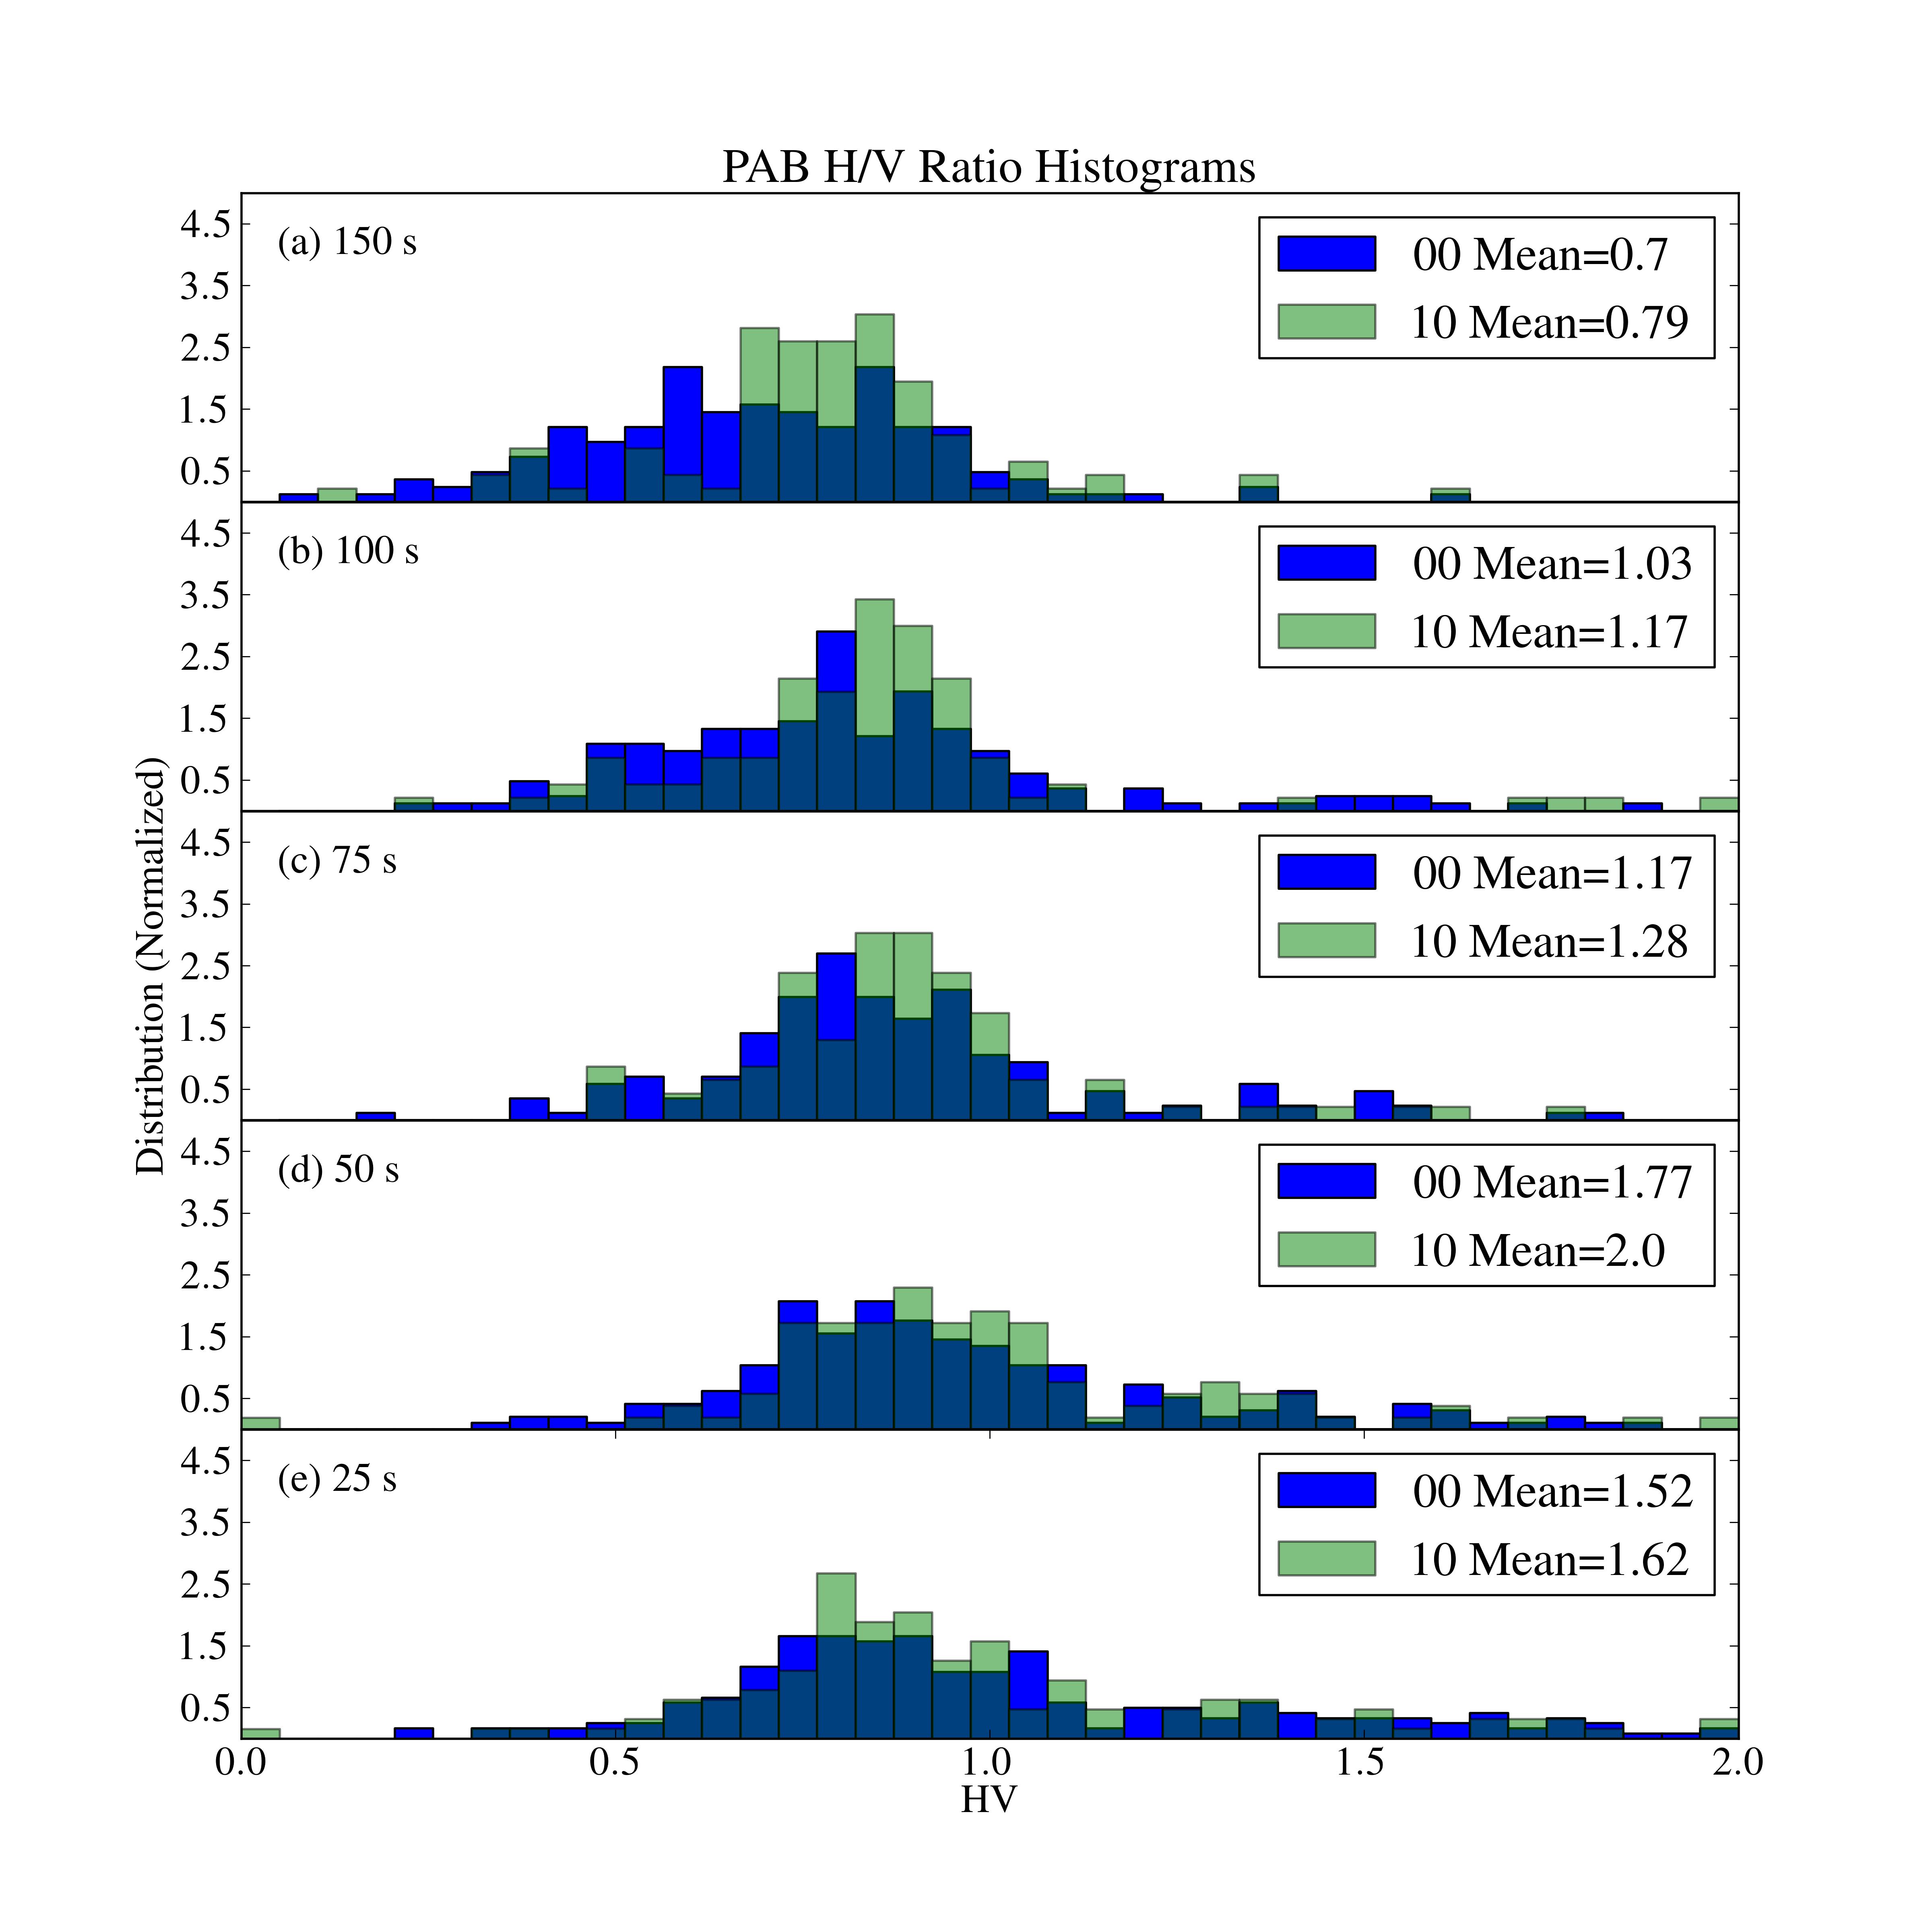 PAB H/V Ratio Histograms
4.5
3.5
2.5
1.5
0.5
(a) 150 s
00 Mean=0.7
10 Mean=0.79
4.5
3.5
2.5
1.5
0.5
(b) 100 s
00 Mean=1.03
10 Mean=1.17
Distribution (Normalized)
4.5
3.5
2.5
1.5
0.5
(c) 75 s
00 Mean=1.17
10 Mean=1.28
4.5
3.5
2.5
1.5
0.5
(d) 50 s
00 Mean=1.77
10 Mean=2.0
4.5
3.5
2.5
1.5
0.5
(e) 25 s
00 Mean=1.52
10 Mean=1.62
0.0 0.5 1.0 1.5 2.0
HV